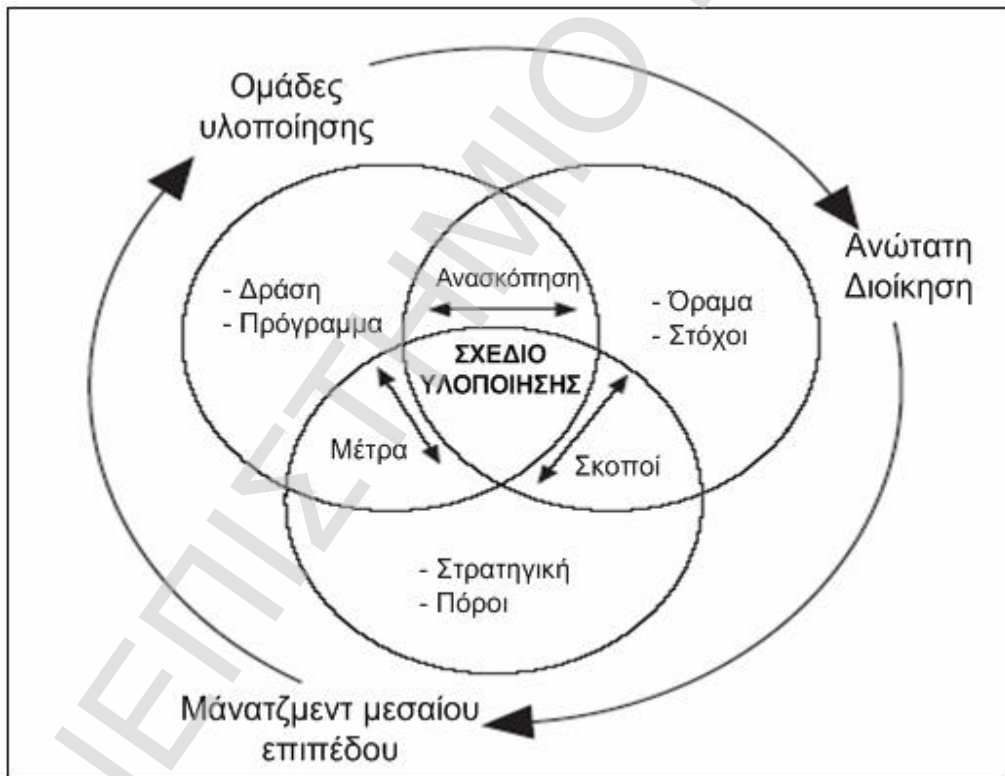 Ομάδες
υλοποίησης
Ανώτατη
Διοίκηση
Ανασκόπηση
- Δράση
- Πρόγραμμα
- Όραμα
- Στόχοι
ΣΧΕΔΙΟ
ΥΛΟΠΟΙΗΣΗΣ
Μέτρα
Σκοποί
- Στρατηγική
- Πόροι
Μάνατζμεντ μεσαίου
επιπέδου